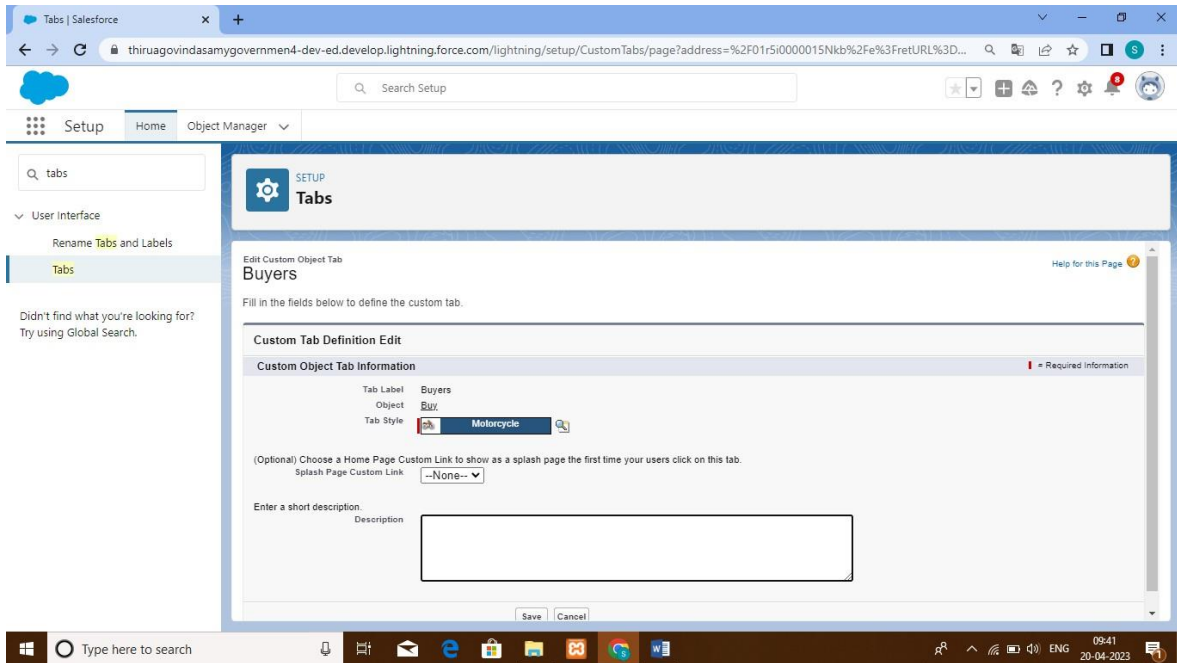 Tabs | Salesforce
thiruagovindasamygovernmen4-dev-ed.develop.lightning.force.com/lightning/setup/CustomTabs/page?address=%2F01r5i0000015Nkb%2Fe%3FretURL%3D...
S
Search Setup
8
Setup
Home
Object Manager
tabs
User Interface
Rename Tabs and Labels
Tabs
Didn't find what you're looking for?
Try using Global Search.
SETUP
Tabs
Edit Custom Object Tab
Buyers
Help for this Page
Fill in the fields below to define the custom tab.
Custom Tab Definition Edit
Custom Object Tab Information
= Required Information
Tab Label Buyers
Object Buy
Tab Style Motorcycle
(Optional) Choose a Home Page Custom Link to show as a splash page the first time your users click on this tab.
Splash Page Custom Link --None--
Enter a short description.
Description
Save Cancel
Type here to search
ENG
09:41
20-04-2023